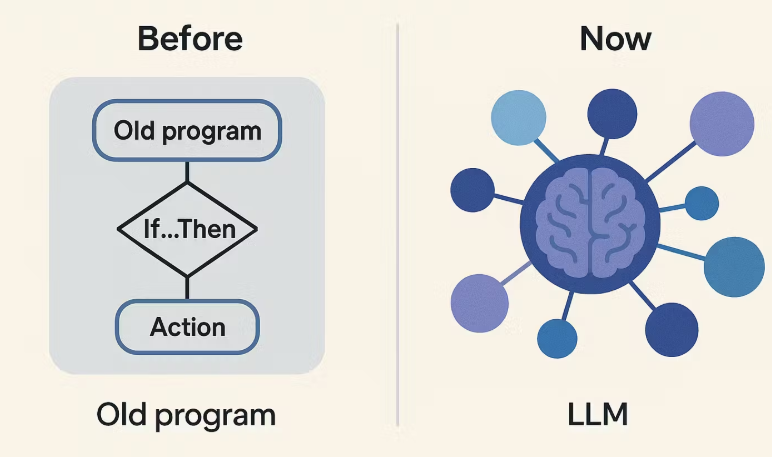 Before
Old program
If...Then
Action
Old program
Now
LLM